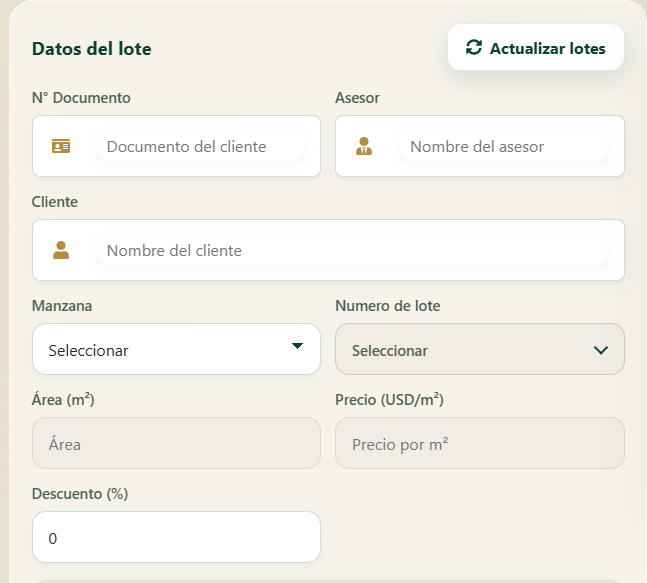 Datos del lote
Actualizar lotes
N° Documento
Asesor
Documento del cliente
Nombre del asesor
Cliente
Nombre del cliente
Manzana
Numero de lote
Seleccionar
Seleccionar
Área (m²)
Precio (USD/m²)
Área
Precio por m²
Descuento (%)
0